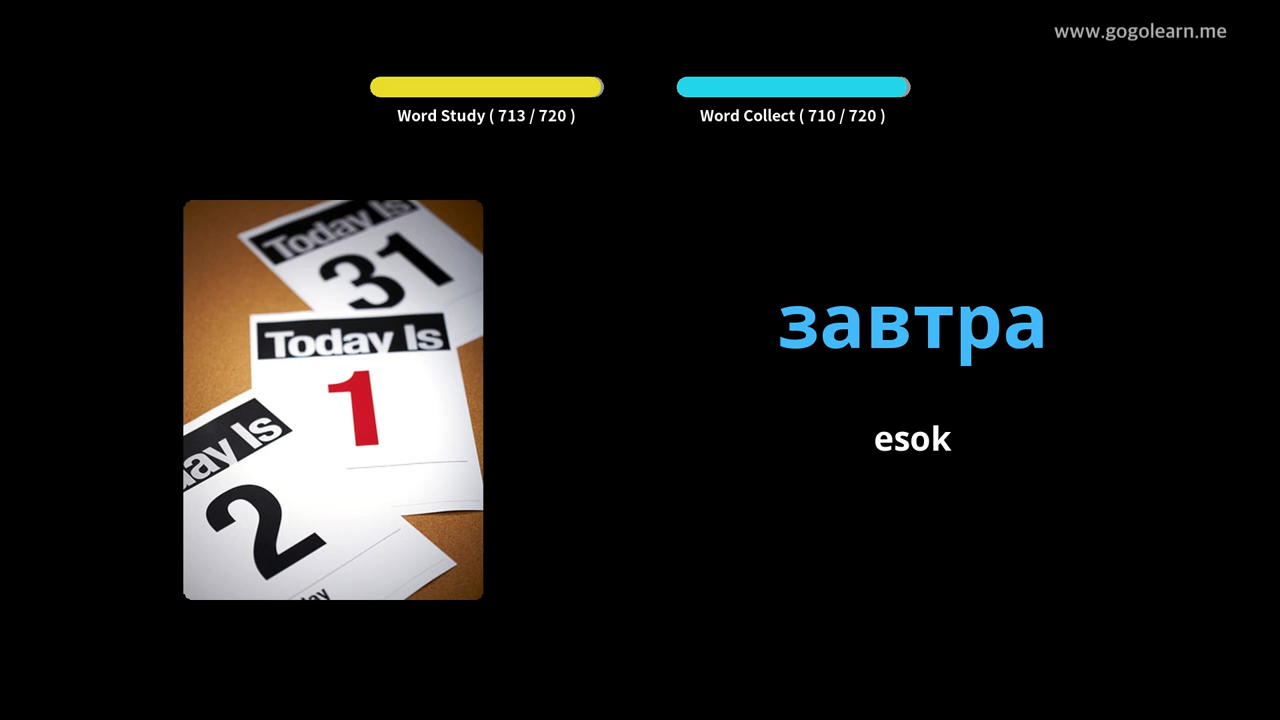 www.gogolearn.me
Word Study ( 713 / 720 )
Word Collect ( 710 / 720 )
Today Is
31
Today Is
1
ay Is
2
ay
завтра
esok